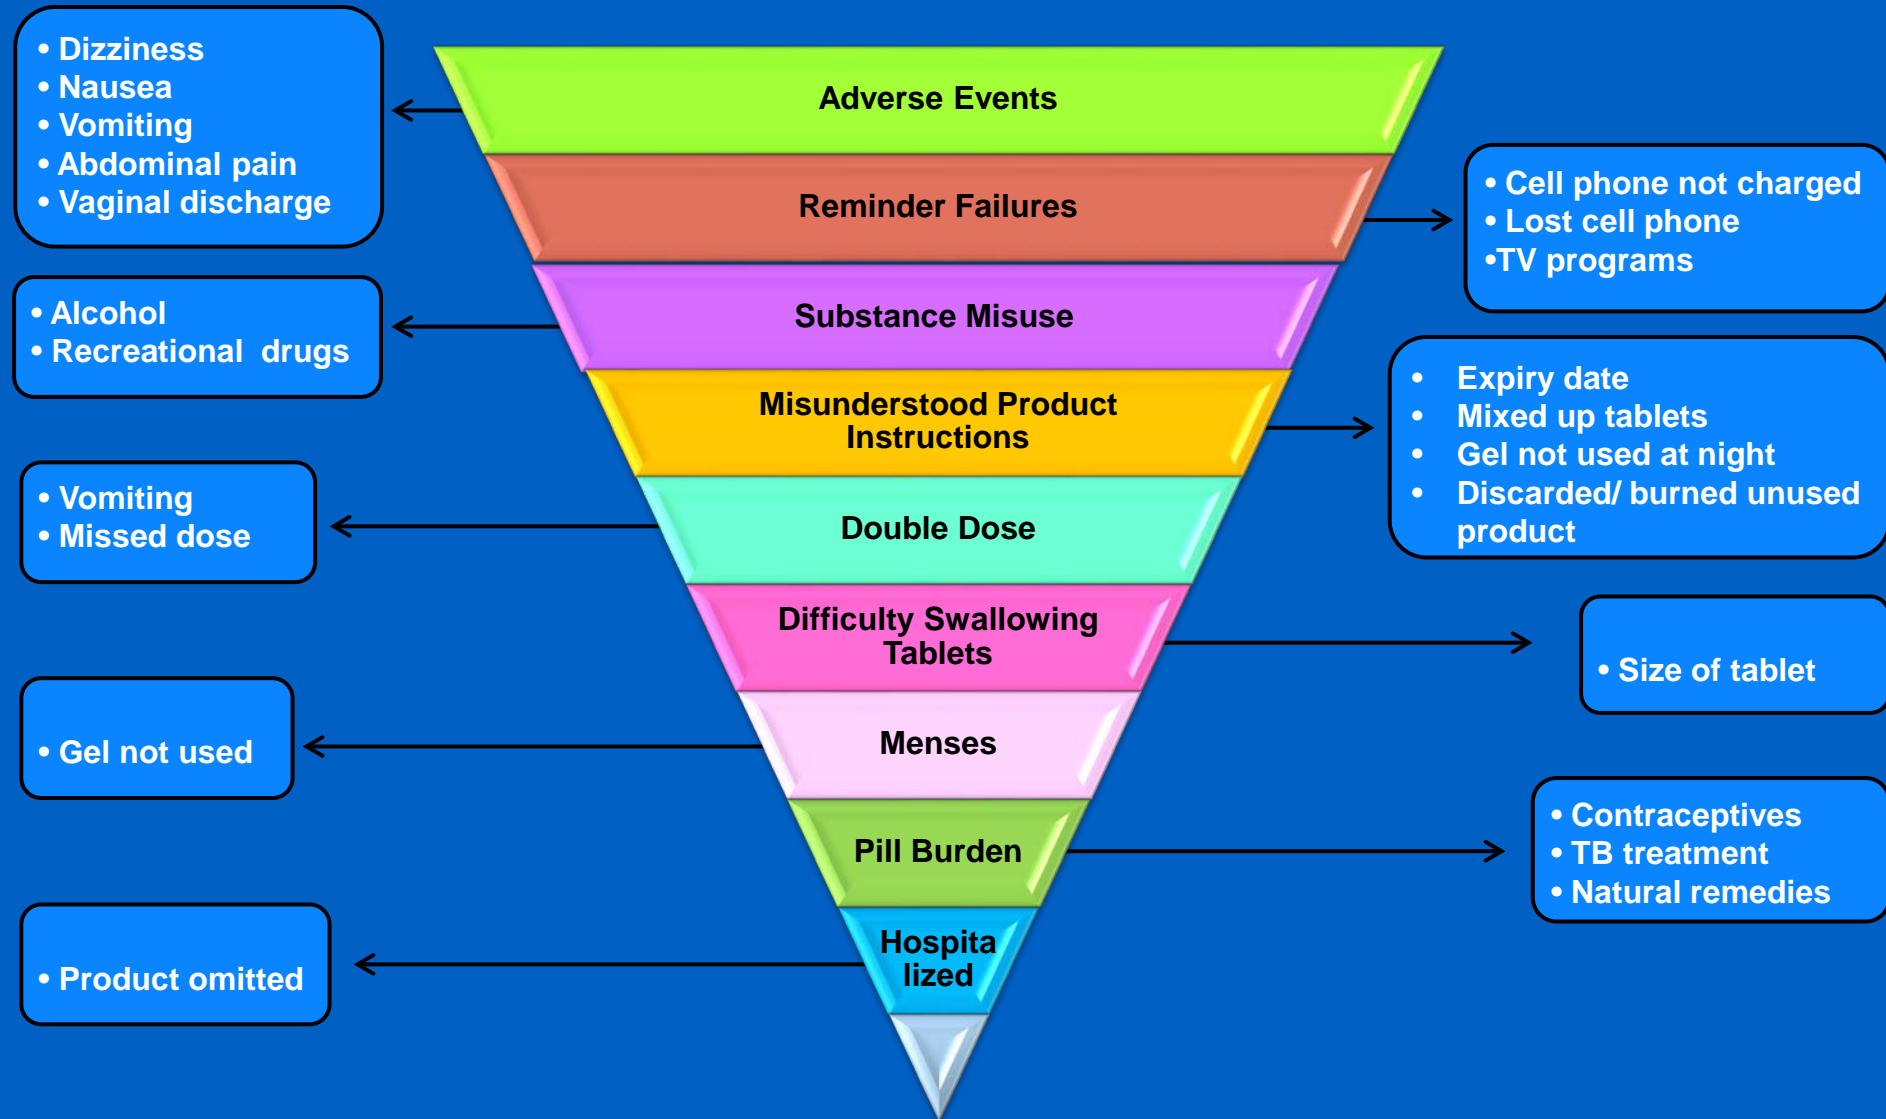 • Dizziness
• Nausea
• Vomiting
• Abdominal pain
• Vaginal discharge
Adverse Events
Reminder Failures
• Cell phone not charged
• Lost cell phone
•TV programs
• Alcohol
• Recreational drugs
Substance Misuse
Misunderstood Product
Instructions
• Expiry date
• Mixed up tablets
• Gel not used at night
• Discarded/ burned unused
product
• Vomiting
• Missed dose
Double Dose
Difficulty Swallowing
Tablets
• Size of tablet
• Gel not used
Menses
Pill Burden
• Contraceptives
• TB treatment
• Natural remedies
• Product omitted
Hospita
lized